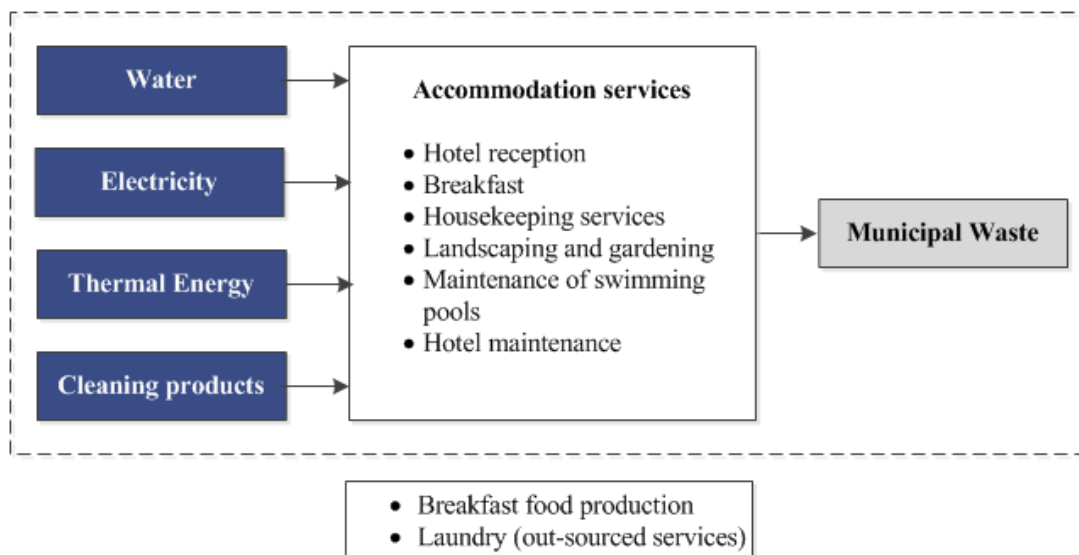 Water
Electricity
Thermal Energy
Cleaning products
Accommodation services
• Hotel reception
• Breakfast
• Housekeeping services
• Landscaping and gardening
• Maintenance of swimming
pools
• Hotel maintenance
Municipal Waste
• Breakfast food production
• Laundry (out-sourced services)